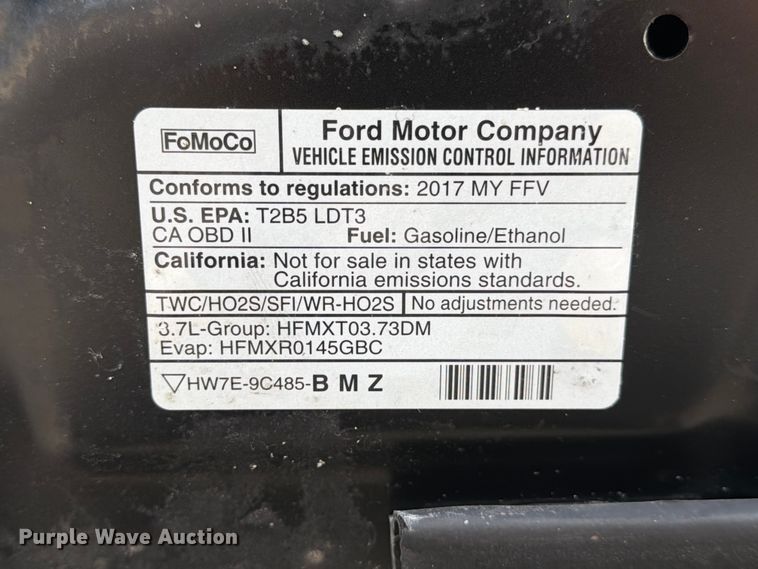 FoMoCo
Ford Motor Company
VEHICLE EMISSION CONTROL INFORMATION
Conforms to regulations: 2017 MY FFV
U.S. EPA: T2B5 LDT3
CA OBD II Fuel: Gasoline/Ethanol
California: Not for sale in states with
California emissions standards.
TWC/HO2S/SFI/WR-HO2S No adjustments needed.
3.7L-Group: HFMXT03.73DM
Evap: HFMXR0145GBC
HW7E-9C485-B M Z
Purple Wave Auction